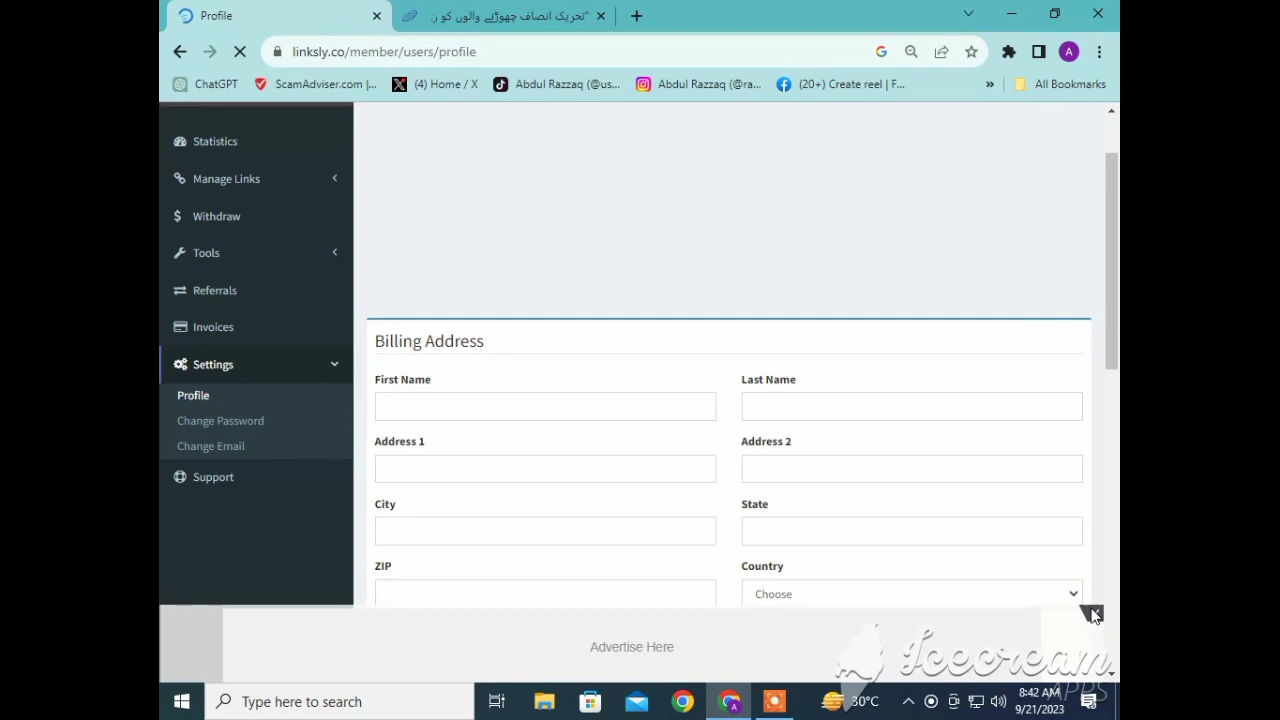 Profile
"تحریک انصاف چھوڑنے والوں کو ن
linksly.co/member/users/profile
G
A
ChatGPT
ScamAdviser.com |...
(4) Home / X
Abdul Razzaq (@us...
Abdul Razzaq (@ra...
(20+) Create reel | F...
»
All Bookmarks
Statistics
Manage Links
Withdraw
Tools
Referrals
Invoices
Settings
Profile
Change Password
Change Email
Support
Billing Address
First Name
Last Name
Address 1
Address 2
City
State
ZIP
Country
Choose
Advertise Here
Icecream
APPS
Type here to search
A
30°C
8:42 AM
9/21/2023